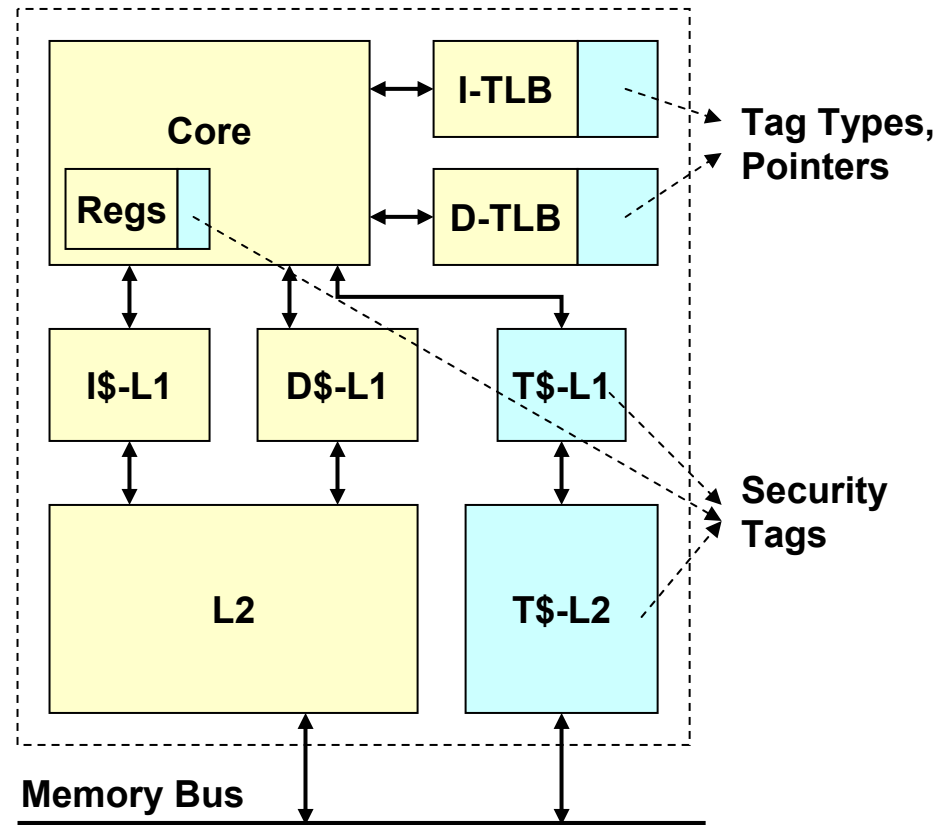 Core
Regs
I-TLB
D-TLB
Tag Types,
Pointers
I$-L1
D$-L1
T$-L1
Security
Tags
L2
T$-L2
Memory Bus